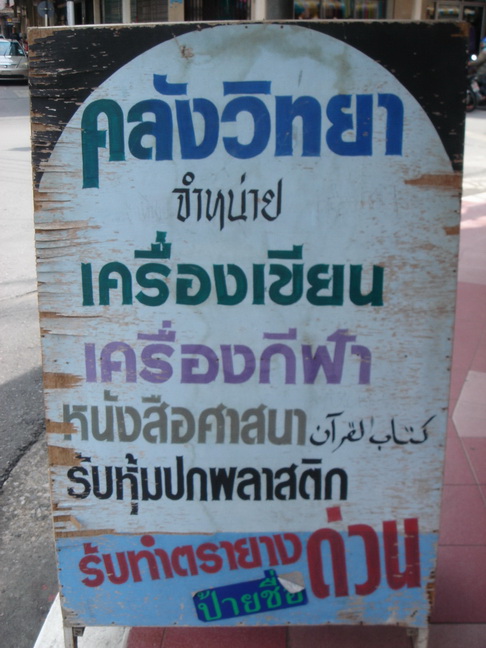 คลังวิทยา
จำหน่าย
เครื่องเขียน
เครื่องกีฬา
หนังสือศาสนา كتاب القرآن
รับหุ้มปกพลาสติก
รับทำตรายาง ด่วน
ป้ายชื่อ